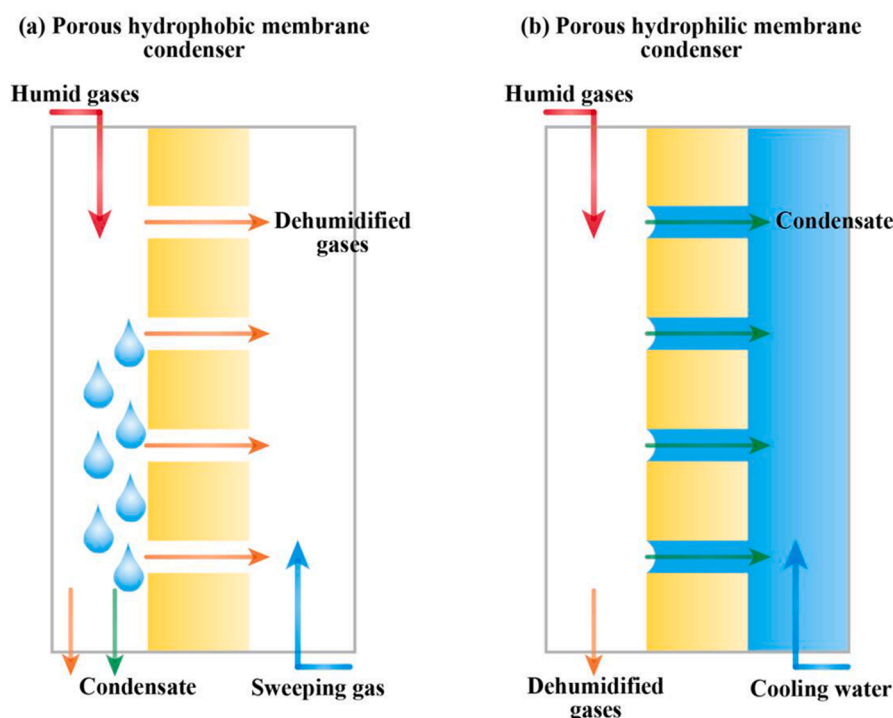 (a) Porous hydrophobic membrane
condenser
Humid gases
Dehumidified
gases
Condensate
Sweeping gas
(b) Porous hydrophilic membrane
condenser
Humid gases
Condensate
Dehumidified
gases
Cooling water